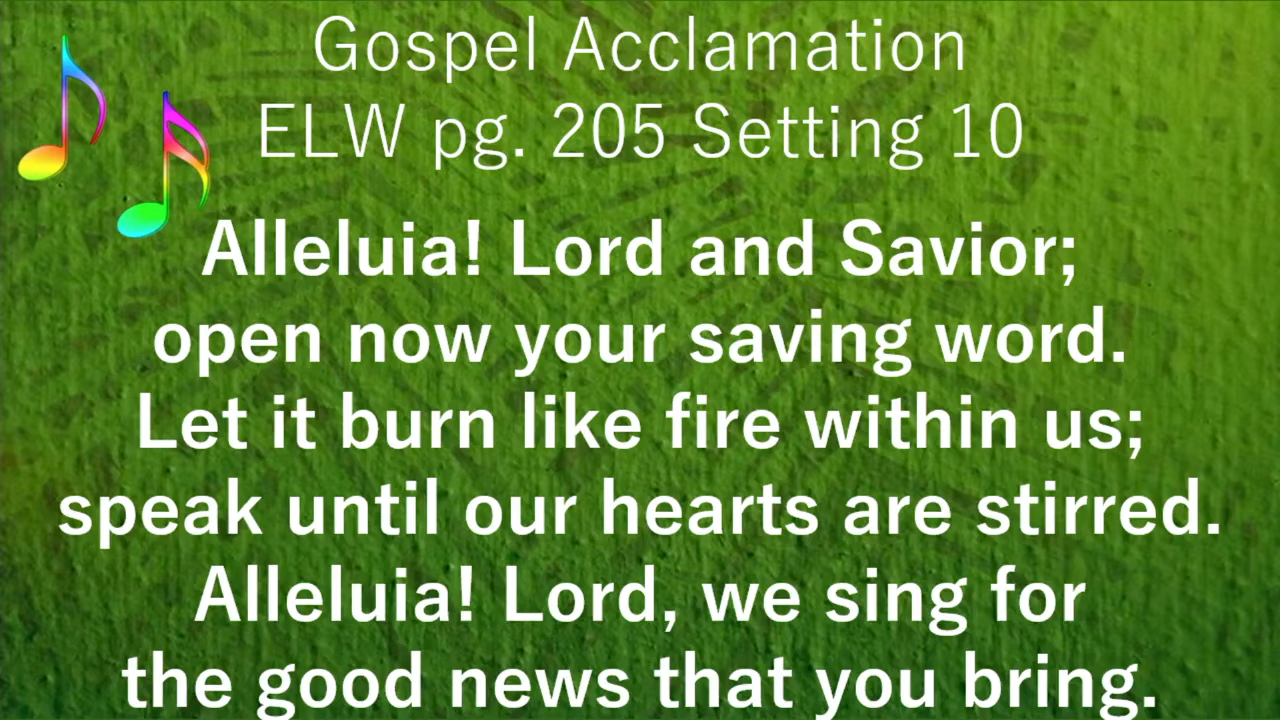 Gospel Acclamation
ELW pg. 205 Setting 10
Alleluia! Lord and Savior;
open now your saving word.
Let it burn like fire within us;
speak until our hearts are stirred.
Alleluia! Lord, we sing for
the good news that you bring.